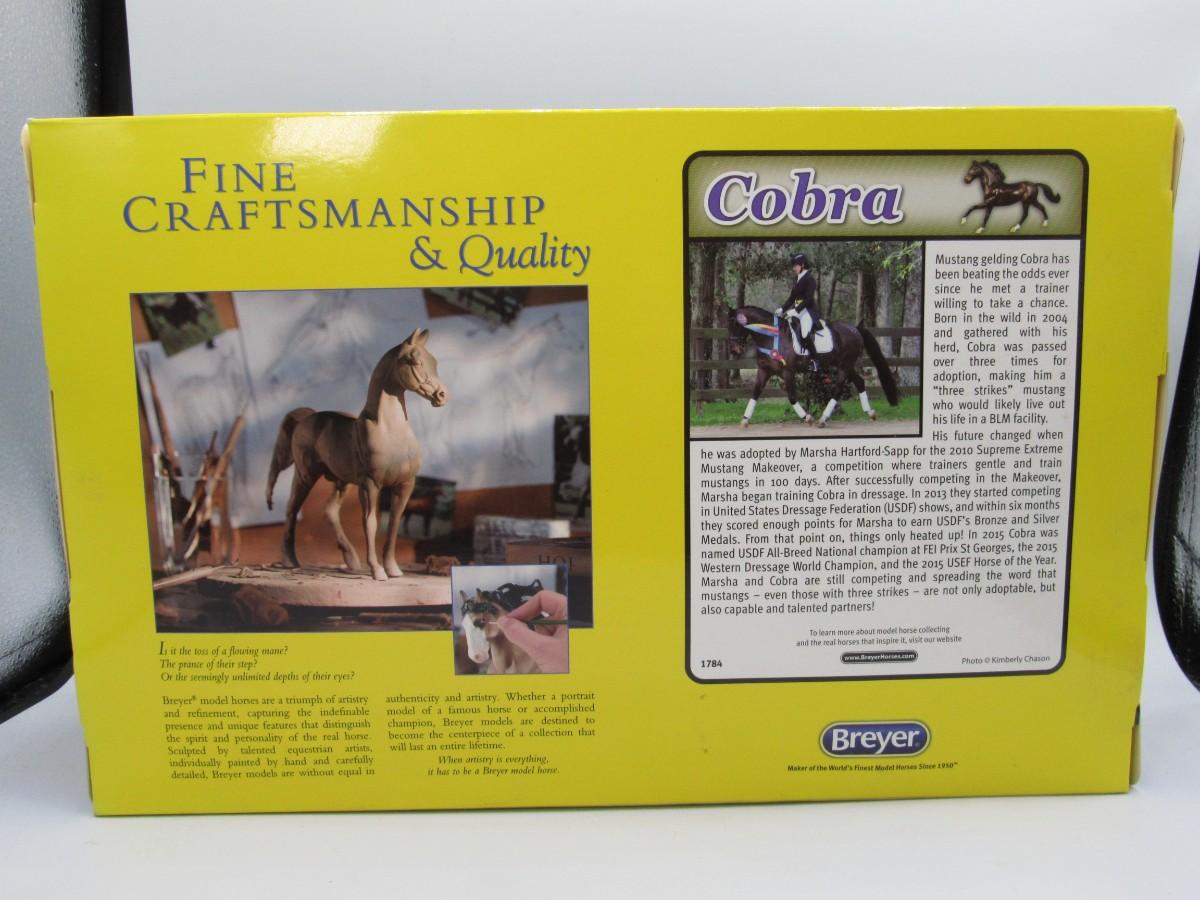 FINE
CRAFTSMANSHIP
& Quality
HOL
Is it the toss of a flowing mane?
The prance of their step?
Or the seemingly unlimited depths of their eyes?
Breyer® model horses are a triumph of artistry
and refinement, capturing the indefinable
presence and unique features that distinguish
the spirit and personality of the real horse.
Sculpted by talented equestrian artists,
individually painted by hand and carefully
detailed, Breyer models are without equal in
authenticity and artistry. Whether a portrait
model of a famous horse or accomplished
champion, Breyer models are destined to
become the centerpiece of a collection that
will last an entire lifetime.
When artistry is everything,
it has to be a Breyer model horse.
Cobra
Mustang gelding Cobra has
been beating the odds ever
since he met a trainer
willing to take a chance.
Born in the wild in 2004
and gathered with his
herd, Cobra was passed
over three times for
adoption, making him a
"three strikes" mustang
who would likely live out
his life in a BLM facility.
His future changed when
he was adopted by Marsha Hartford-Sapp for the 2010 Supreme Extreme
Mustang Makeover, a competition where trainers gentle and train
mustangs in 100 days. After successfully competing in the Makeover,
Marsha began training Cobra in dressage. In 2013 they started competing
in United States Dressage Federation (USDF) shows, and within six months
they scored enough points for Marsha to earn USDF's Bronze and Silver
Medals. From that point on, things only heated up! In 2015 Cobra was
named USDF All-Breed National champion at FEI Prix St Georges, the 2015
Western Dressage World Champion, and the 2015 USEF Horse of the Year.
Marsha and Cobra are still competing and spreading the word that
mustangs – even those with three strikes – are not only adoptable, but
also capable and talented partners!
To learn more about model horse collecting
and the real horses that inspire it, visit our website
www.BreyerHorses.com
1784
Photo © Kimberly Chason
Breyer®
Maker of the World's Finest Model Horses Since 1950™